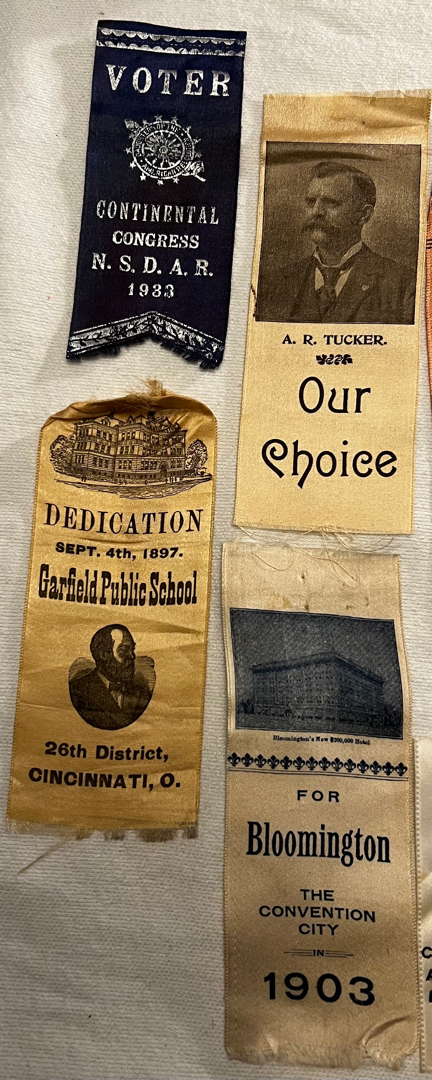 VOTER
CONTINENTAL
CONGRESS
N. S. D. A. R.
1933
A. R. TUCKER.
Our
Choice
DEDICATION
SEPT. 4th, 1897.
Garfield Public School
26th District,
CINCINNATI, O.
Bloomington's New $200,000 Hotel
FOR
Bloomington
THE
CONVENTION
CITY
IN
1903